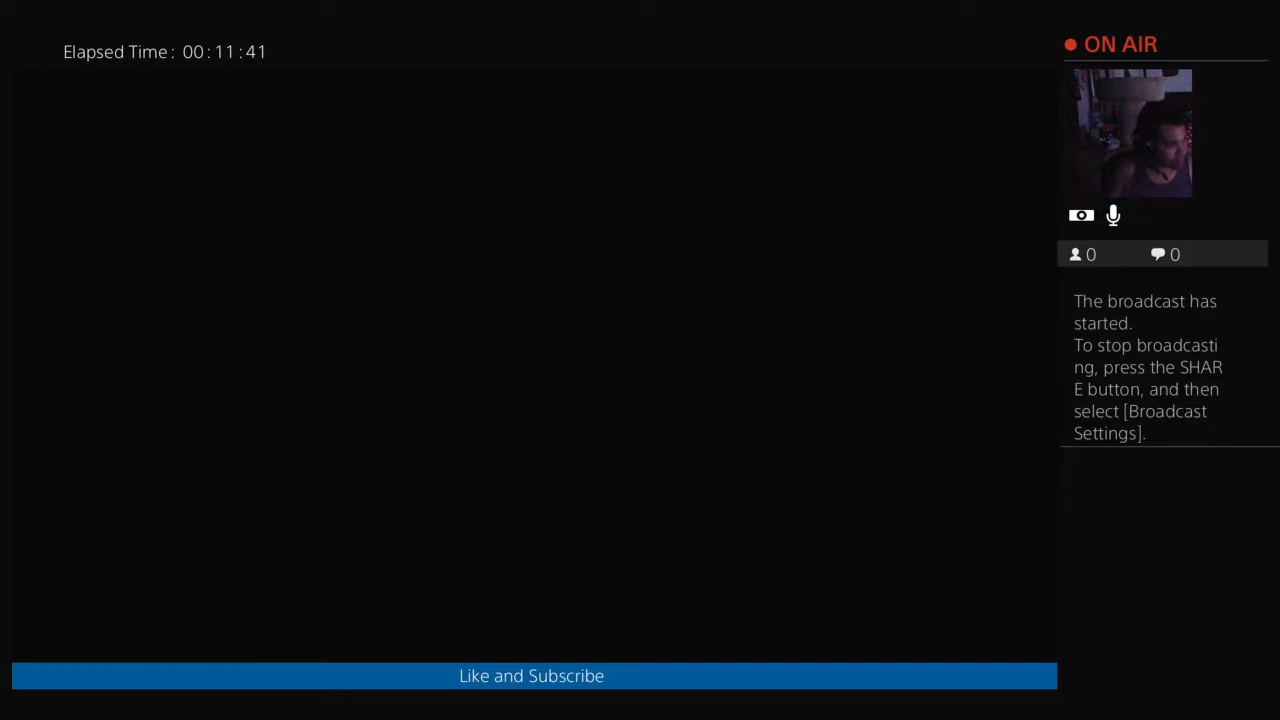 Elapsed Time: 00:11:41
ON AIR
0 0
The broadcast has
started.
To stop broadcasti
ng, press the SHAR
E button, and then
select [Broadcast
Settings].
Like and Subscribe